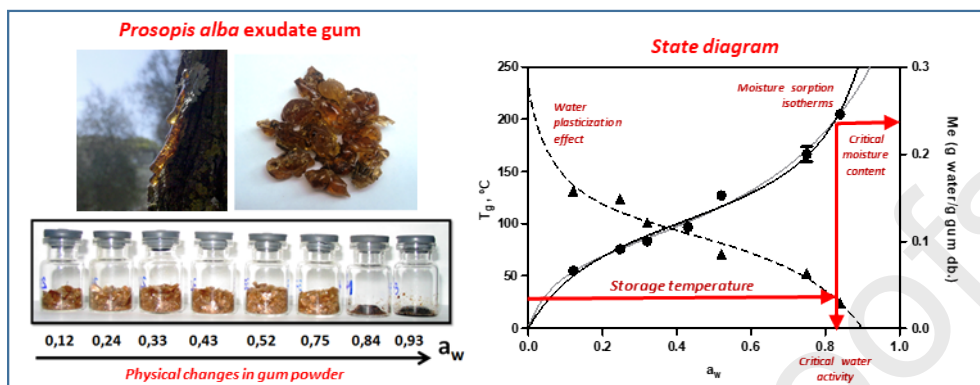 Prosopis alba exudate gum
0,12 0,24 0,33 0,43 0,52 0,75 0,84 0,93 aw
Physical changes in gum powder
State diagram
Water
plasticization
effect
Moisture sorption
isotherms
Critical
moisture
content
Storage temperature
Critical water
activity
Tg, °C
250
200
150
100
50
0
0.0 0.2 0.4 0.6 0.8 1.0
aw
0.3
0.2
0.1
0.0
Me (g water/g gum db.)